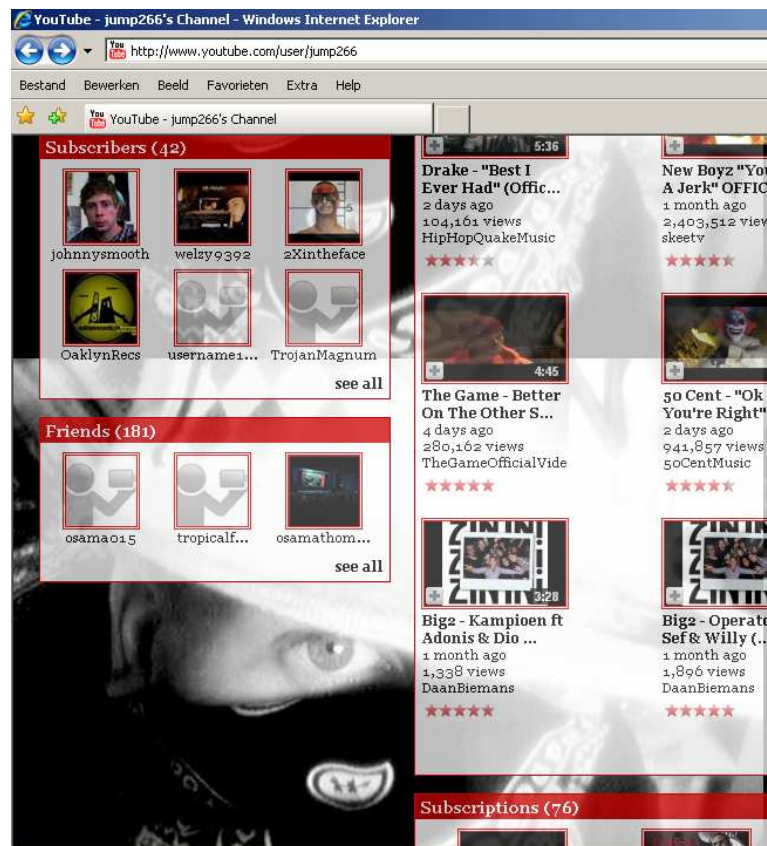 YouTube - jump266's Channel - Windows Internet Explorer
You Tube http://www.youtube.com/user/jump266
Bestand Bewerken Beeld Favorieten Extra Help
You Tube YouTube - jump266's Channel
Subscribers (42)
johnnysmooth welzy9392 2Xintheface
OaklynRecs username1... TrojanMagnum
see all
Friends (181)
osama015 tropicalf... osamathom...
see all
5:36
Drake - "Best I
Ever Had" (Offic...
2 days ago
104,161 views
HipHopQuakeMusic
New Boyz "You
A Jerk" OFFIC
1 month ago
2,403,512 view
skeetv
4:45
The Game - Better
On The Other S...
4 days ago
280,162 views
TheGameOfficialVide
50 Cent - "Ok
You're Right"
2 days ago
941,857 views
50CentMusic
3:28
Big2 - Kampioen ft
Adonis & Dio ...
1 month ago
1,338 views
DaanBiemans
Big2 - Operato
Sef & Willy (..
1 month ago
1,896 views
DaanBiemans
Subscriptions (76)